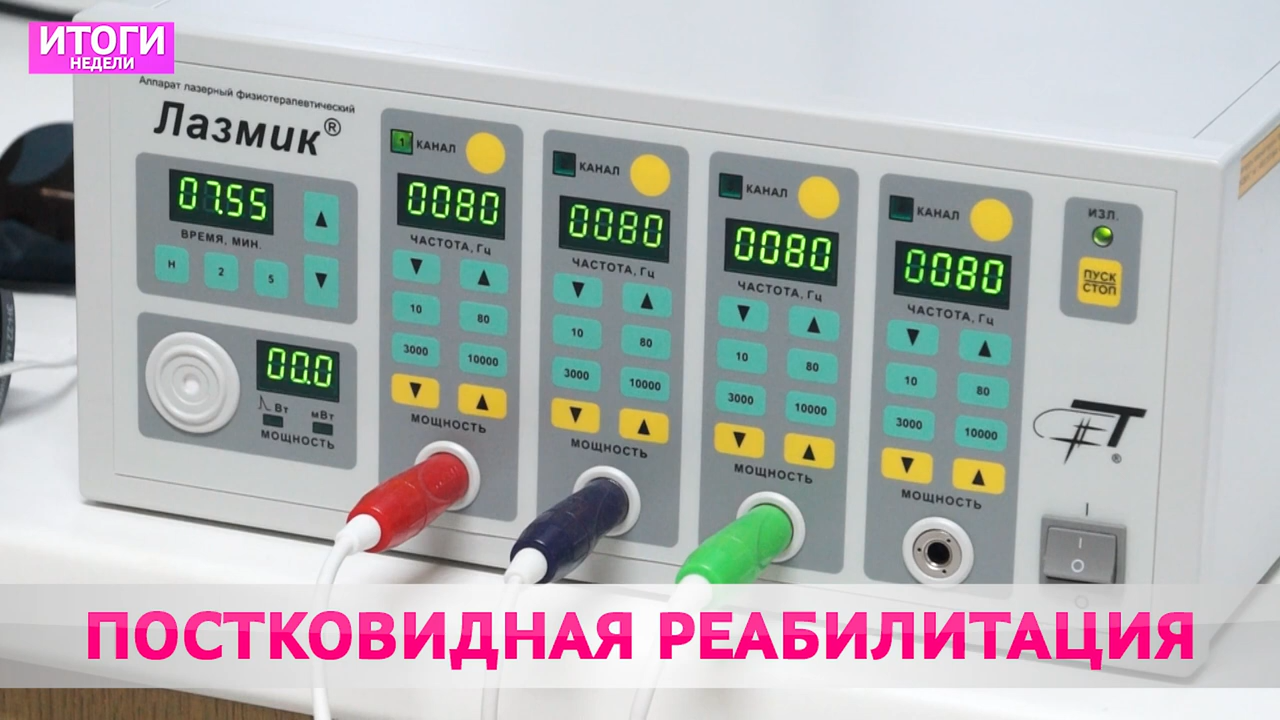 ИТОГИ
НЕДЕЛИ
Аппарат лазерный физиотерапевтический
Лазмик®
07.55
ВРЕМЯ, МИН.
Н 2 5
00.0
Вт мВт
МОЩНОСТЬ
1 КАНАЛ
0080
ЧАСТОТА, Гц
10 80
3000 10000
МОЩНОСТЬ
КАНАЛ
0080
ЧАСТОТА, Гц
10 80
3000 10000
МОЩНОСТЬ
КАНАЛ
0080
ЧАСТОТА, Гц
10 80
3000 10000
МОЩНОСТЬ
КАНАЛ
0080
ЧАСТОТА, Гц
10 80
3000 10000
МОЩНОСТЬ
ИЗЛ.
ПУСК
СТОП
®
ПОСТКОВИДНАЯ РЕАБИЛИТАЦИЯ